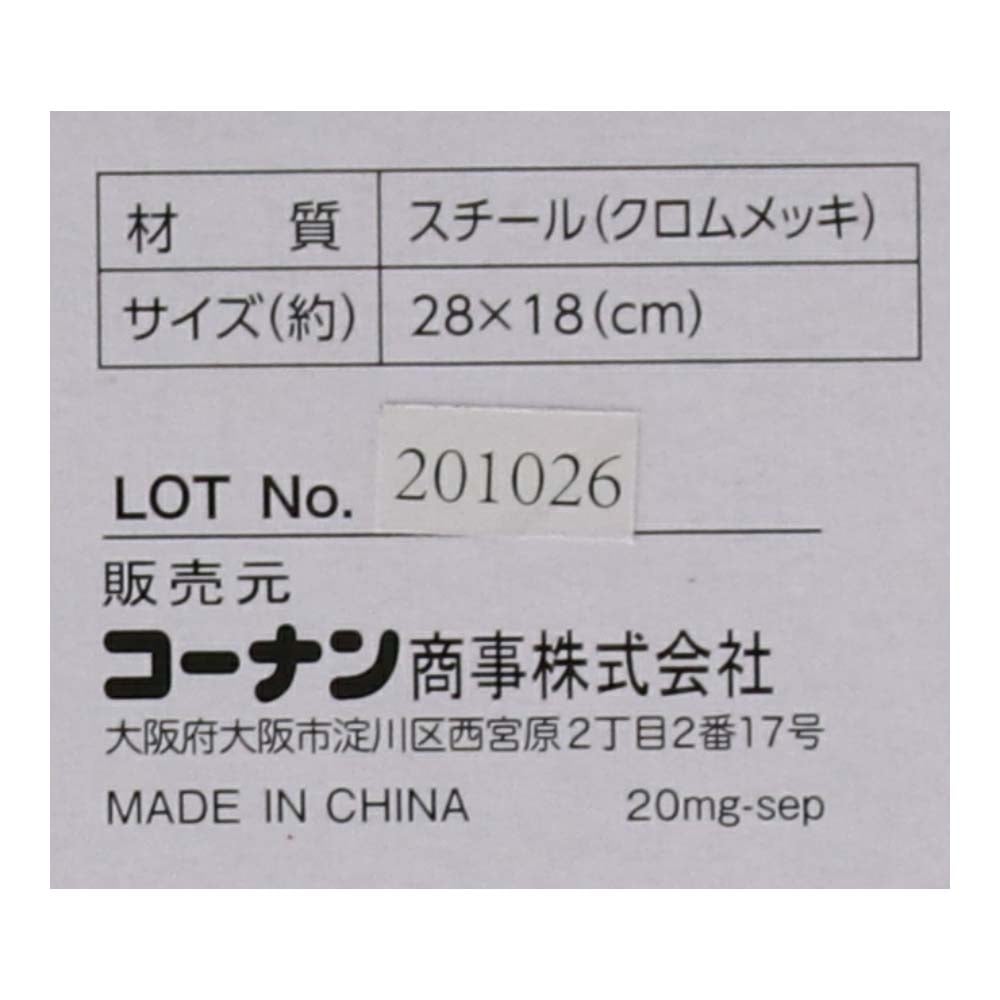 材　質 スチール(クロムメッキ)
サイズ(約) 28×18(cm)
LOT No. 201026
販売元
コーナン商事株式会社
大阪府大阪市淀川区西宮原2丁目2番17号
MADE IN CHINA 20mg-sep